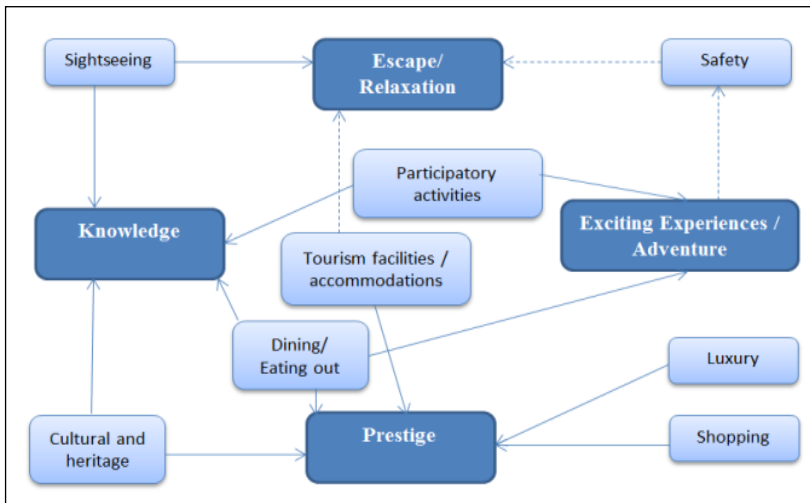 Sightseeing
Escape/
Relaxation
Safety
Participatory
activities
Knowledge
Exciting Experiences /
Adventure
Tourism facilities /
accommodations
Dining/
Eating out
Luxury
Cultural and
heritage
Prestige
Shopping